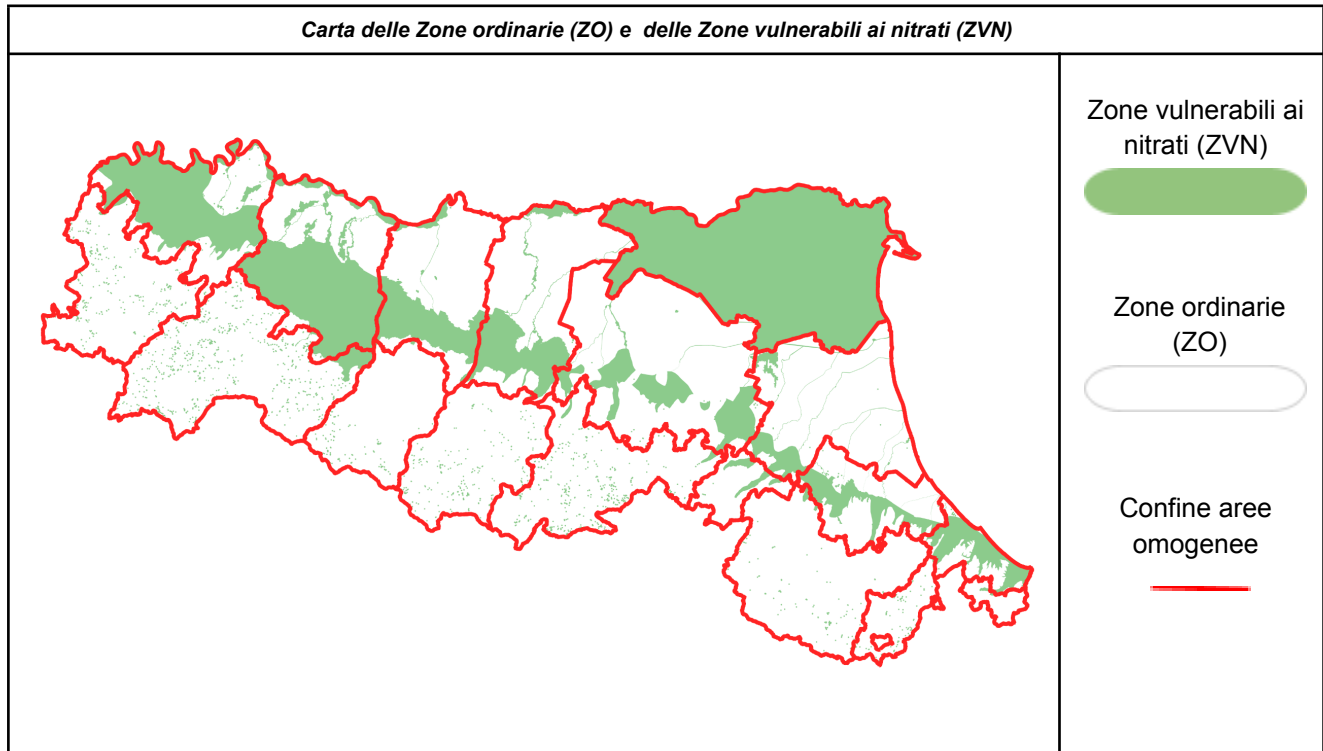 Carta delle Zone ordinarie (ZO) e delle Zone vulnerabili ai nitrati (ZVN)
Zone vulnerabili ai
nitrati (ZVN)
Zone ordinarie
(ZO)
Confine aree
omogenee